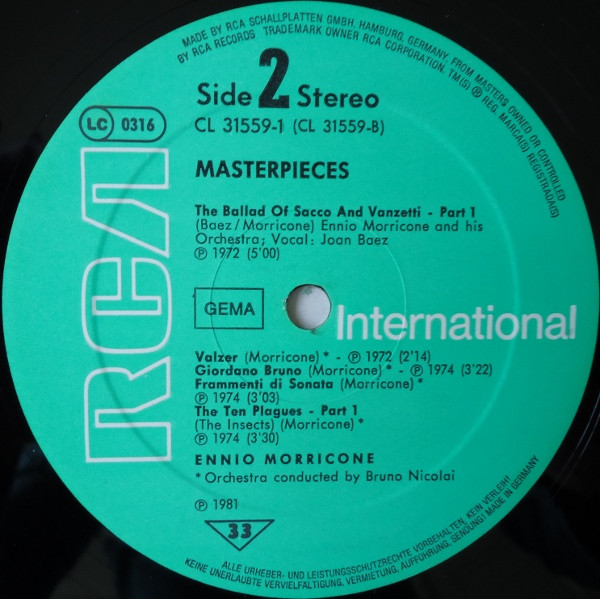 MADE BY RCA SCHALLPLATTEN GMBH, HAMBURG, GERMANY, FROM MASTERS OWNED OR CONTROLLED
BY RCA RECORDS TRADEMARK OWNER RCA CORPORATION, TM(S) ® REG. MARCA(S) REGISTRADA(S)
Side 2 Stereo
CL 31559-1 (CL 31559-B)
LC 0316
RCA
MASTERPIECES
The Ballad Of Sacco And Vanzetti - Part 1
(Baez/Morricone) Ennio Morricone and his
Orchestra; Vocal: Joan Baez
℗ 1972 (5'00)
GEMA
International
Valzer (Morricone)* - ℗ 1972 (2'14)
Giordano Bruno (Morricone)* - ℗ 1974 (3'22)
Frammenti di Sonata (Morricone)*
℗ 1974 (3'03)
The Ten Plagues - Part 1
(The Insects) (Morricone)*
℗ 1974 (3'30)
ENNIO MORRICONE
*Orchestra conducted by Bruno Nicolai
℗ 1981
33
ALLE URHEBER- UND LEISTUNGSSCHUTZRECHTE VORBEHALTEN. KEIN VERLEIH!
KEINE UNERLAUBTE VERVIELFÄLTIGUNG, VERMIETUNG, AUFFÜHRUNG, SENDUNG! MADE IN GERMANY